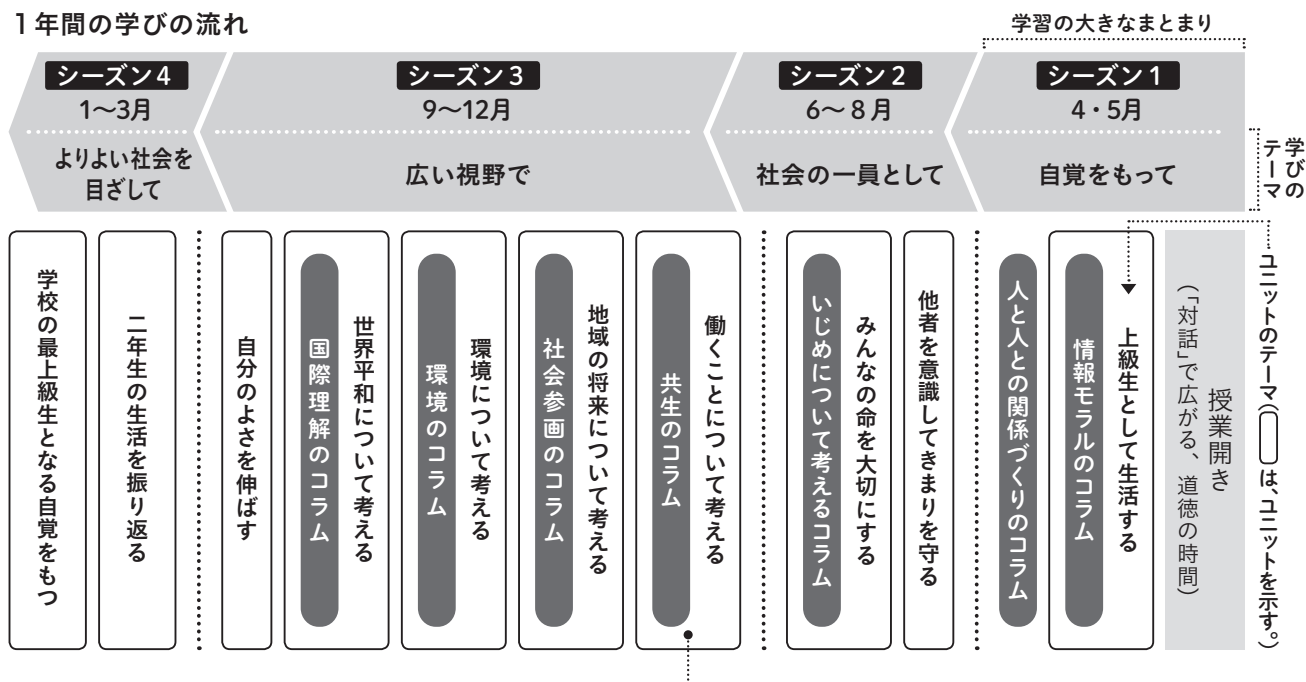 1年間の学びの流れ
学習の大きなまとまり
シーズン1
4・5月
自覚をもって
シーズン2
6〜8月
社会の一員として
シーズン3
9〜12月
広い視野で
シーズン4
1〜3月
よりよい社会を
目ざして
学びの
テーマ
ユニットのテーマ(は、ユニットを示す。)
授業開き
(「対話」で広がる、道徳の時間)
上級生として生活する
情報モラルのコラム
人と人との関係づくりのコラム
他者を意識してきまりを守る
みんなの命を大切にする
いじめについて考えるコラム
働くことについて考える
共生のコラム
地域の将来について考える
社会参画のコラム
環境について考える
環境のコラム
世界平和について考える
国際理解のコラム
自分のよさを伸ばす
二年生の生活を振り返る
学校の最上級生となる自覚をもつ